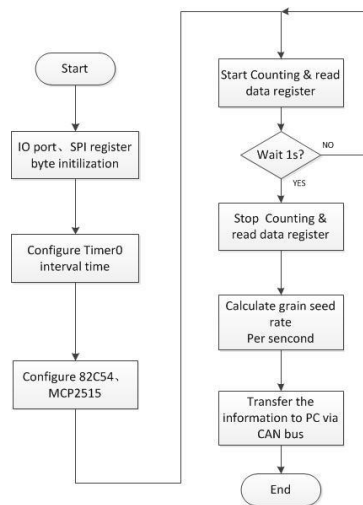 Start
IO port、SPI register
byte initilization
Configure Timer0
interval time
Configure 82C54、
MCP2515
Start Counting & read
data register
Wait 1s?
NO
YES
Stop Counting &
read data register
Calculate grain seed
rate
Per sencond
Transfer the
information to PC via
CAN bus
End